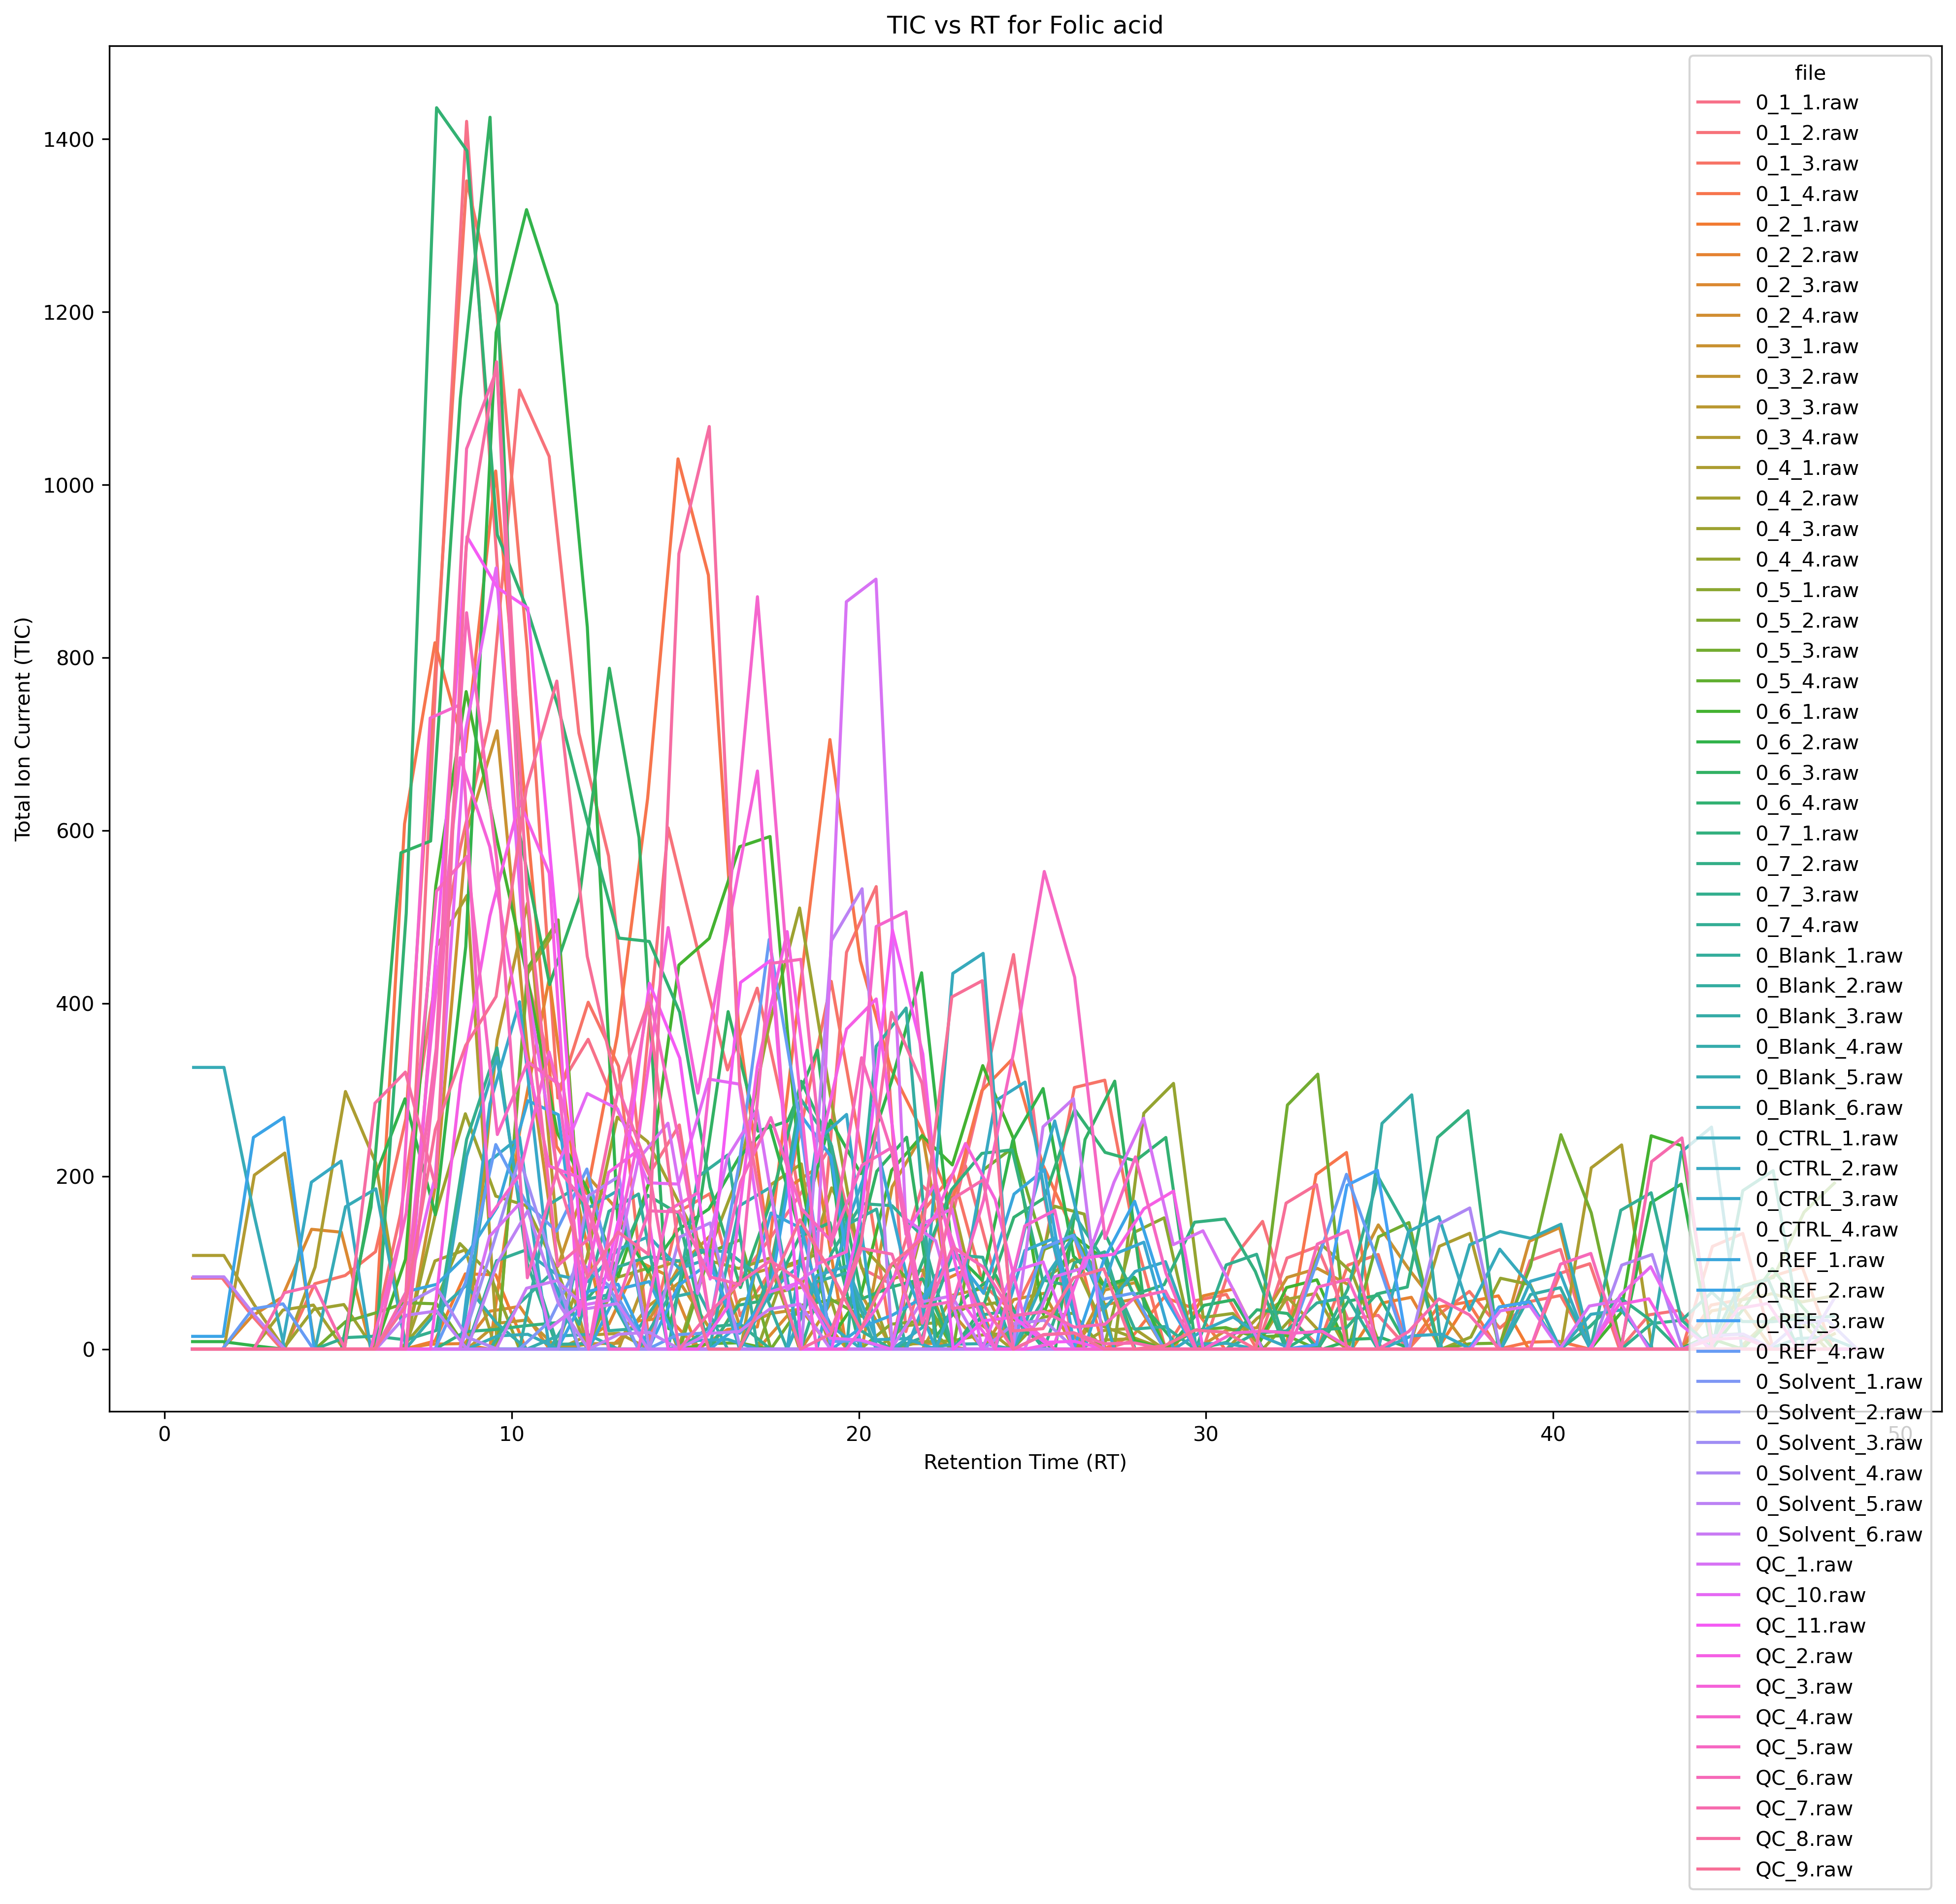 TIC vs RT for Folic acid
file
0_1_1.raw
0_1_2.raw
0_1_3.raw
0_1_4.raw
0_2_1.raw
0_2_2.raw
0_2_3.raw
0_2_4.raw
0_3_1.raw
0_3_2.raw
0_3_3.raw
0_3_4.raw
0_4_1.raw
0_4_2.raw
0_4_3.raw
0_4_4.raw
0_5_1.raw
0_5_2.raw
0_5_3.raw
0_5_4.raw
0_6_1.raw
0_6_2.raw
0_6_3.raw
0_6_4.raw
0_7_1.raw
0_7_2.raw
0_7_3.raw
0_7_4.raw
0_Blank_1.raw
0_Blank_2.raw
0_Blank_3.raw
0_Blank_4.raw
0_Blank_5.raw
0_Blank_6.raw
0_CTRL_1.raw
0_CTRL_2.raw
0_CTRL_3.raw
0_CTRL_4.raw
0_REF_1.raw
0_REF_2.raw
0_REF_3.raw
0_REF_4.raw
0_Solvent_1.raw
0_Solvent_2.raw
0_Solvent_3.raw
0_Solvent_4.raw
0_Solvent_5.raw
0_Solvent_6.raw
QC_1.raw
QC_10.raw
QC_11.raw
QC_2.raw
QC_3.raw
QC_4.raw
QC_5.raw
QC_6.raw
QC_7.raw
QC_8.raw
QC_9.raw
Total Ion Current (TIC)
1400
1200
1000
800
600
400
200
0
0 10 20 30 40 50
Retention Time (RT)